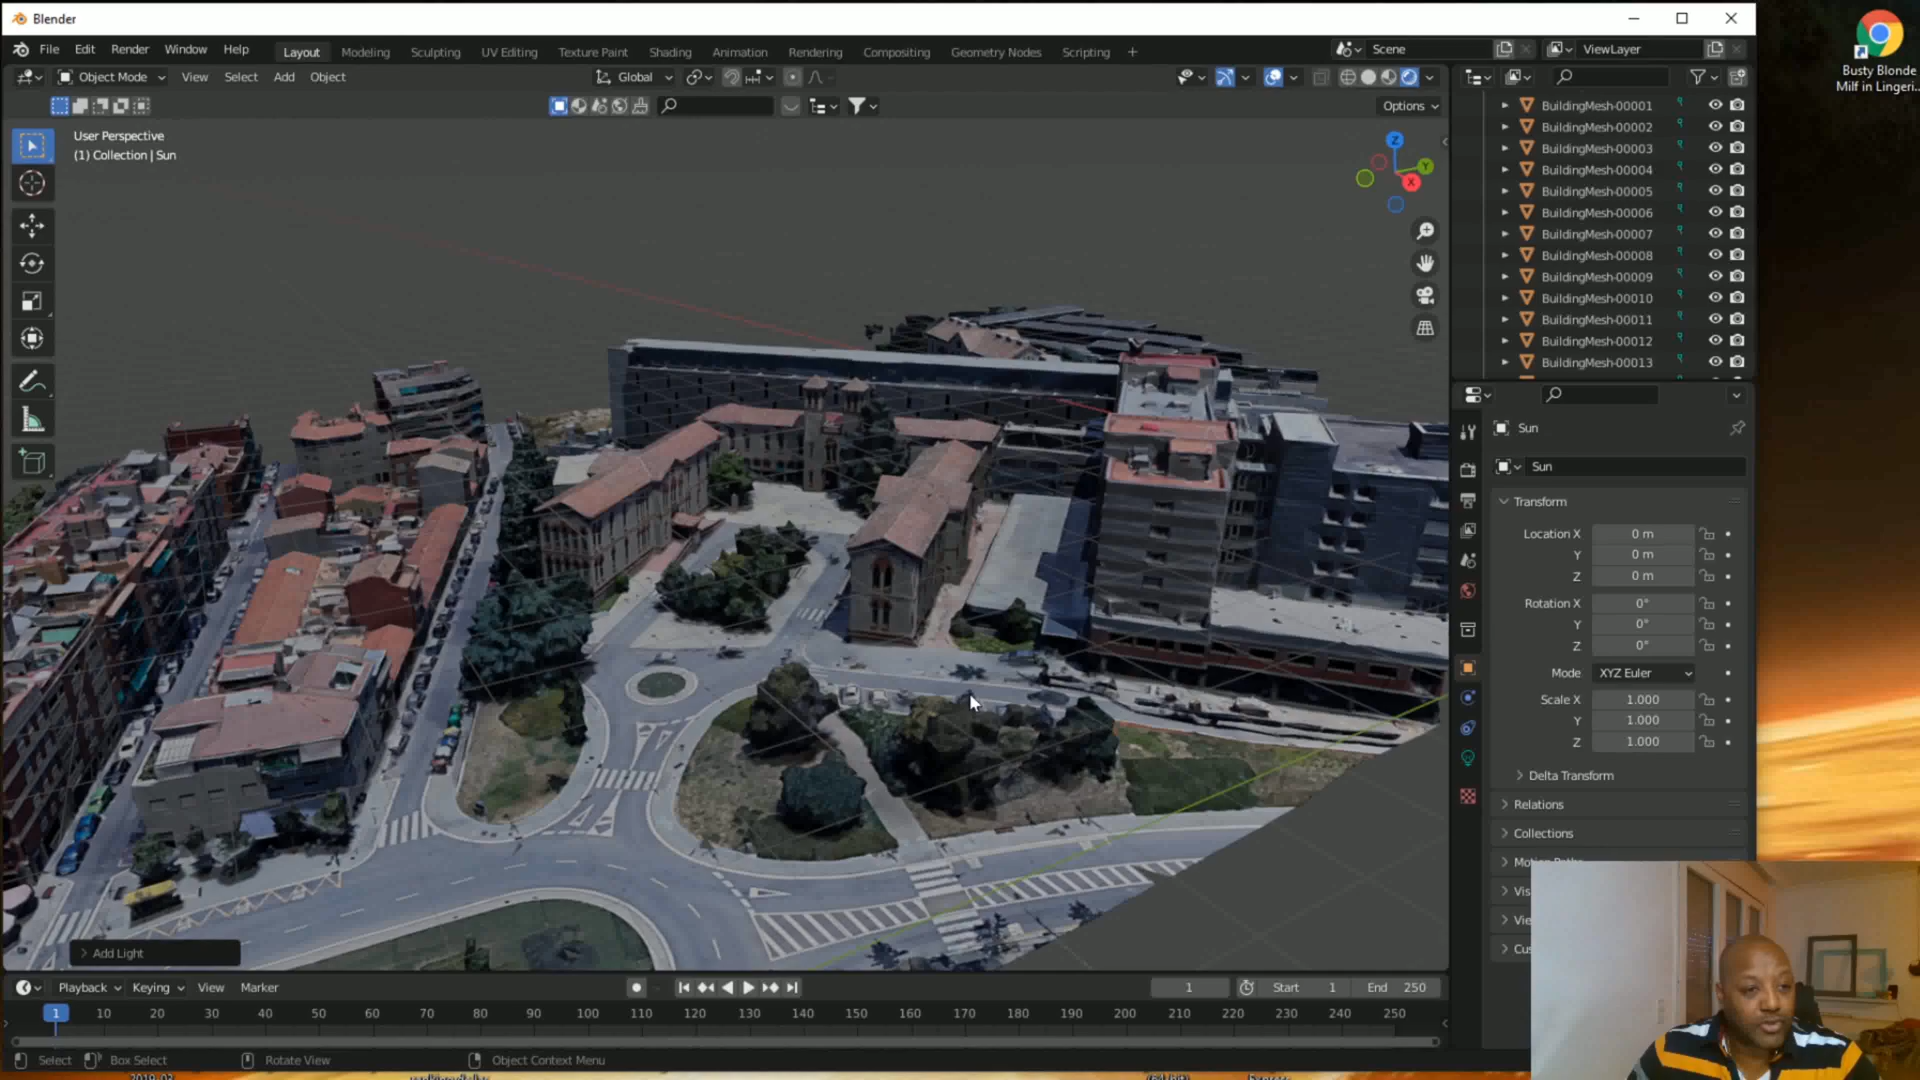 Blender
File Edit Render Window Help
Layout Modeling Sculpting UV Editing Texture Paint Shading Animation Rendering Compositing Geometry Nodes Scripting +
Scene
ViewLayer
Object Mode View Select Add Object
Global
Options
User Perspective
(1) Collection | Sun
Z
Y
X
BuildingMesh-00001
BuildingMesh-00002
BuildingMesh-00003
BuildingMesh-00004
BuildingMesh-00005
BuildingMesh-00006
BuildingMesh-00007
BuildingMesh-00008
BuildingMesh-00009
BuildingMesh-00010
BuildingMesh-00011
BuildingMesh-00012
BuildingMesh-00013
Sun
Sun
Transform
Location X 0 m
Y 0 m
Z 0 m
Rotation X 0°
Y 0°
Z 0°
Mode XYZ Euler
Scale X 1.000
Y 1.000
Z 1.000
Delta Transform
Relations
Collections
Vis
Vie
Cus
Add Light
Playback Keying View Marker
1 Start 1 End 250
1 10 20 30 40 50 60 70 80 90 100 110 120 130 140 150 160 170 180 190 200 210 220 230 240 250
Select Box Select Rotate View Object Context Menu
Busty Blonde
Milf in Lingeri...